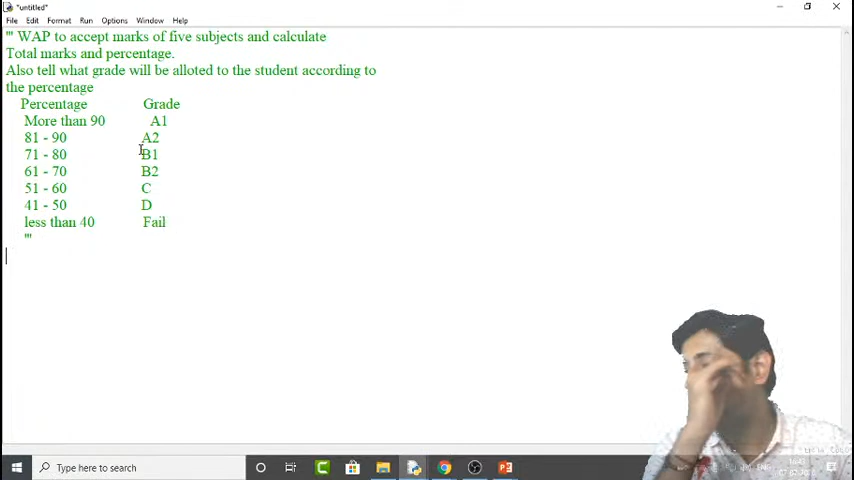 *untitled*
File Edit Format Run Options Window Help
''' WAP to accept marks of five subjects and calculate
Total marks and percentage.
Also tell what grade will be alloted to the student according to
the percentage
Percentage Grade
More than 90 A1
81 - 90 A2
71 - 80 B1
61 - 70 B2
51 - 60 C
41 - 50 D
less than 40 Fail
'''
Type here to search
ENG